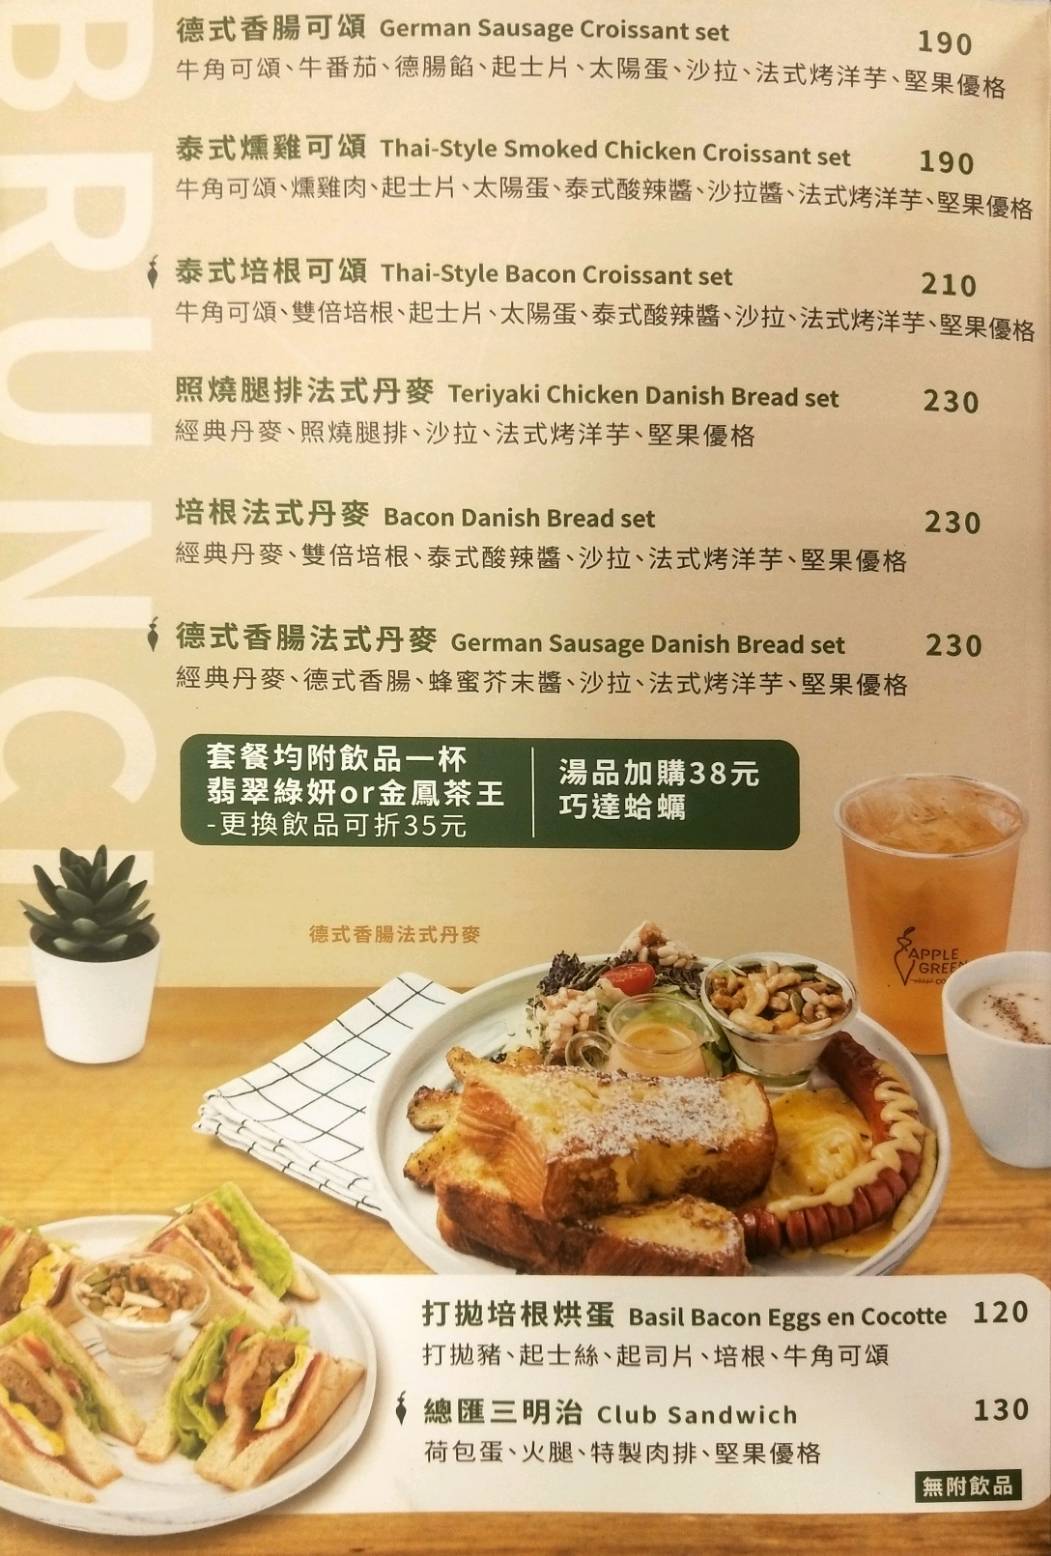 BRUNCH
德式香腸可頌 German Sausage Croissant set 190
牛角可頌、牛番茄、德腸餡、起士片、太陽蛋、沙拉、法式烤洋芋、堅果優格
泰式燻雞可頌 Thai-Style Smoked Chicken Croissant set 190
牛角可頌、燻雞肉、起士片、太陽蛋、泰式酸辣醬、沙拉醬、法式烤洋芋、堅果優格
泰式培根可頌 Thai-Style Bacon Croissant set 210
牛角可頌、雙倍培根、起士片、太陽蛋、泰式酸辣醬、沙拉、法式烤洋芋、堅果優格
照燒腿排法式丹麥 Teriyaki Chicken Danish Bread set 230
經典丹麥、照燒腿排、沙拉、法式烤洋芋、堅果優格
培根法式丹麥 Bacon Danish Bread set 230
經典丹麥、雙倍培根、泰式酸辣醬、沙拉、法式烤洋芋、堅果優格
德式香腸法式丹麥 German Sausage Danish Bread set 230
經典丹麥、德式香腸、蜂蜜芥末醬、沙拉、法式烤洋芋、堅果優格
套餐均附飲品一杯
翡翠綠妍or金鳳茶王
-更換飲品可折35元
湯品加購38元
巧達蛤蠣
德式香腸法式丹麥
APPLE
GREEN
打拋培根烘蛋 Basil Bacon Eggs en Cocotte 120
打拋豬、起士絲、起司片、培根、牛角可頌
總匯三明治 Club Sandwich 130
荷包蛋、火腿、特製肉排、堅果優格
無附飲品